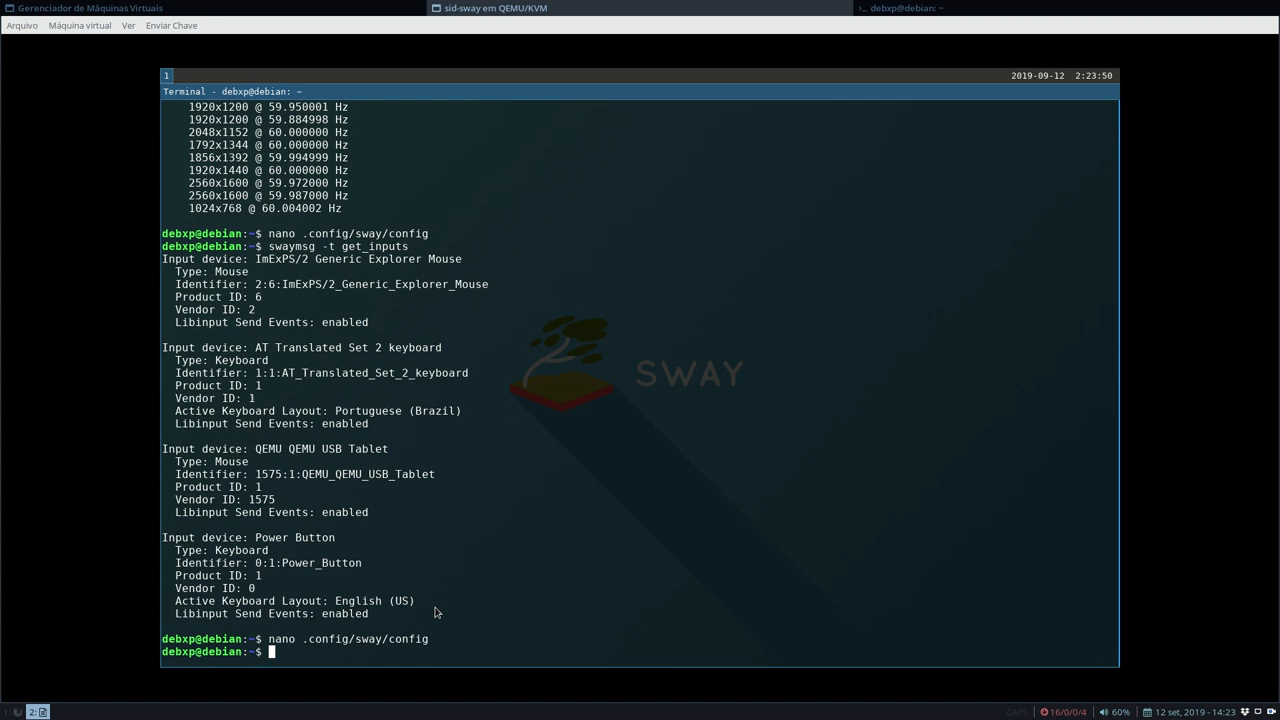 Gerenciador de Máquinas Virtuais
sid-sway em QEMU/KVM
debxp@debian: ~
Arquivo Máquina virtual Ver Enviar Chave
1
2019-09-12 2:23:50
Terminal - debxp@debian: ~
1920x1200 @ 59.950001 Hz
1920x1200 @ 59.884998 Hz
2048x1152 @ 60.000000 Hz
1792x1344 @ 60.000000 Hz
1856x1392 @ 59.994999 Hz
1920x1440 @ 60.000000 Hz
2560x1600 @ 59.972000 Hz
2560x1600 @ 59.987000 Hz
1024x768 @ 60.004002 Hz
debxp@debian:~$ nano .config/sway/config
debxp@debian:~$ swaymsg -t get_inputs
Input device: ImExPS/2 Generic Explorer Mouse
Type: Mouse
Identifier: 2:6:ImExPS/2_Generic_Explorer_Mouse
Product ID: 6
Vendor ID: 2
Libinput Send Events: enabled
Input device: AT Translated Set 2 keyboard
Type: Keyboard
Identifier: 1:1:AT_Translated_Set_2_keyboard
Product ID: 1
Vendor ID: 1
Active Keyboard Layout: Portuguese (Brazil)
Libinput Send Events: enabled
Input device: QEMU QEMU USB Tablet
Type: Mouse
Identifier: 1575:1:QEMU_QEMU_USB_Tablet
Product ID: 1
Vendor ID: 1575
Libinput Send Events: enabled
Input device: Power Button
Type: Keyboard
Identifier: 0:1:Power_Button
Product ID: 1
Vendor ID: 0
Active Keyboard Layout: English (US)
Libinput Send Events: enabled
debxp@debian:~$ nano .config/sway/config
debxp@debian:~$
SWAY
1: 2: CAPS 16/0/0/4 60% 12 set, 2019 - 14:23